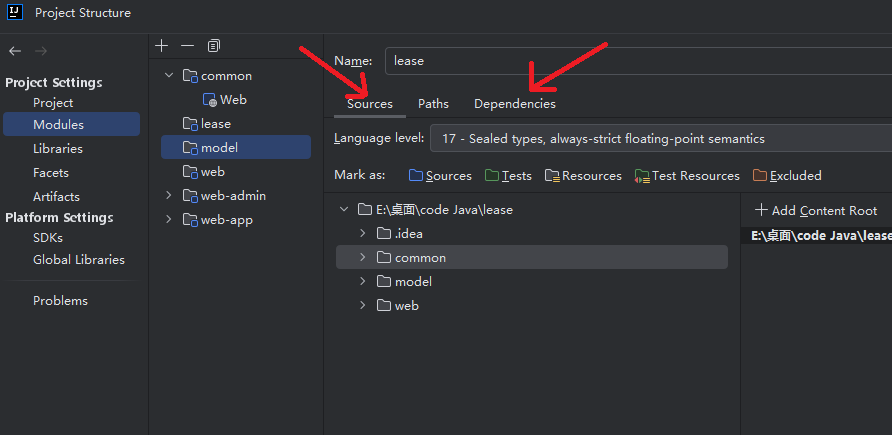 IJ Project Structure
Project Settings
Project
Modules
Libraries
Facets
Artifacts
Platform Settings
SDKs
Global Libraries
Problems
common
Web
lease
model
web
web-admin
web-app
Name: lease
Sources Paths Dependencies
Language level: 17 - Sealed types, always-strict floating-point semantics
Mark as: Sources Tests Resources Test Resources Excluded
E:\桌面\code Java\lease
.idea
common
model
web
Add Content Root
E:\桌面\code Java\lease